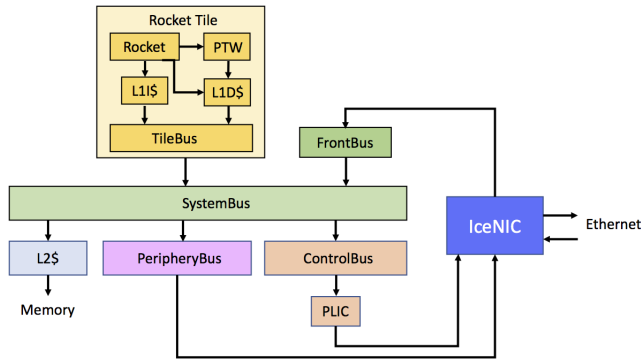 Rocket Tile
Rocket
PTW
L1I$
L1D$
TileBus
FrontBus
SystemBus
IceNIC
Ethernet
L2$
PeripheryBus
ControlBus
Memory
PLIC